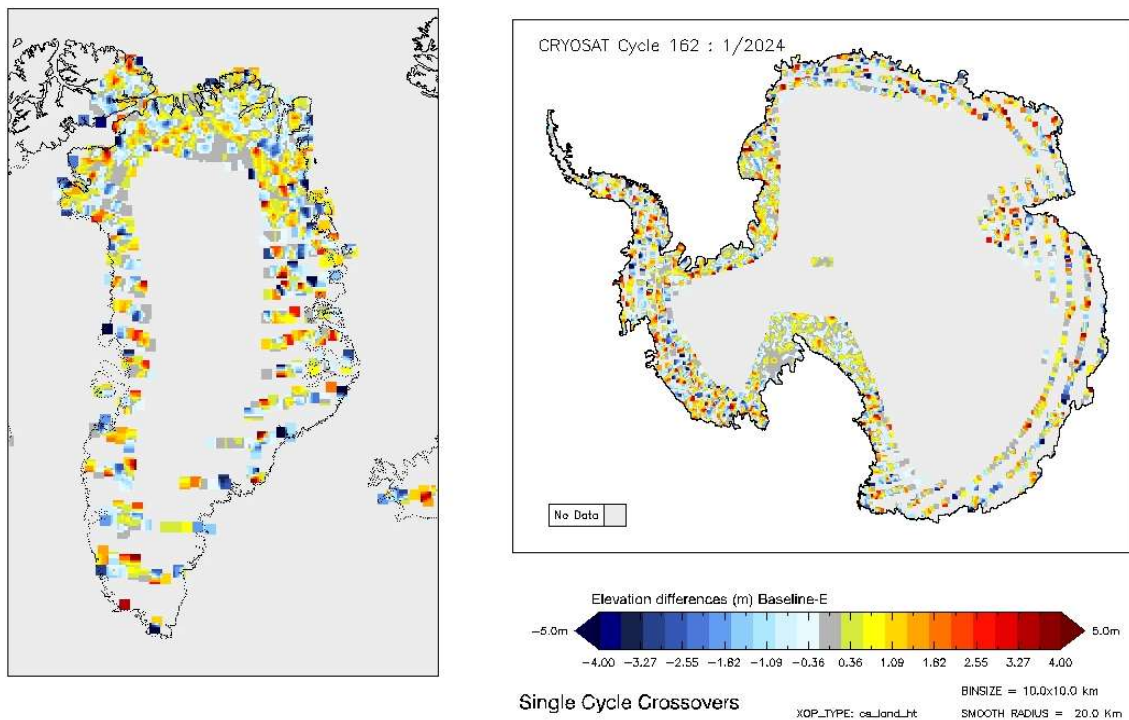 CRYOSAT Cycle 162 : 1/2024
No Data
Elevation differences (m) Baseline-E
-5.0m 5.0m
-4.00 -3.27 -2.55 -1.82 -1.09 -0.36 0.36 1.09 1.82 2.55 3.27 4.00
Single Cycle Crossovers
BINSIZE = 10.0x10.0 km
XOP_TYPE: cs_land_ht SMOOTH RADIUS = 20.0 Km